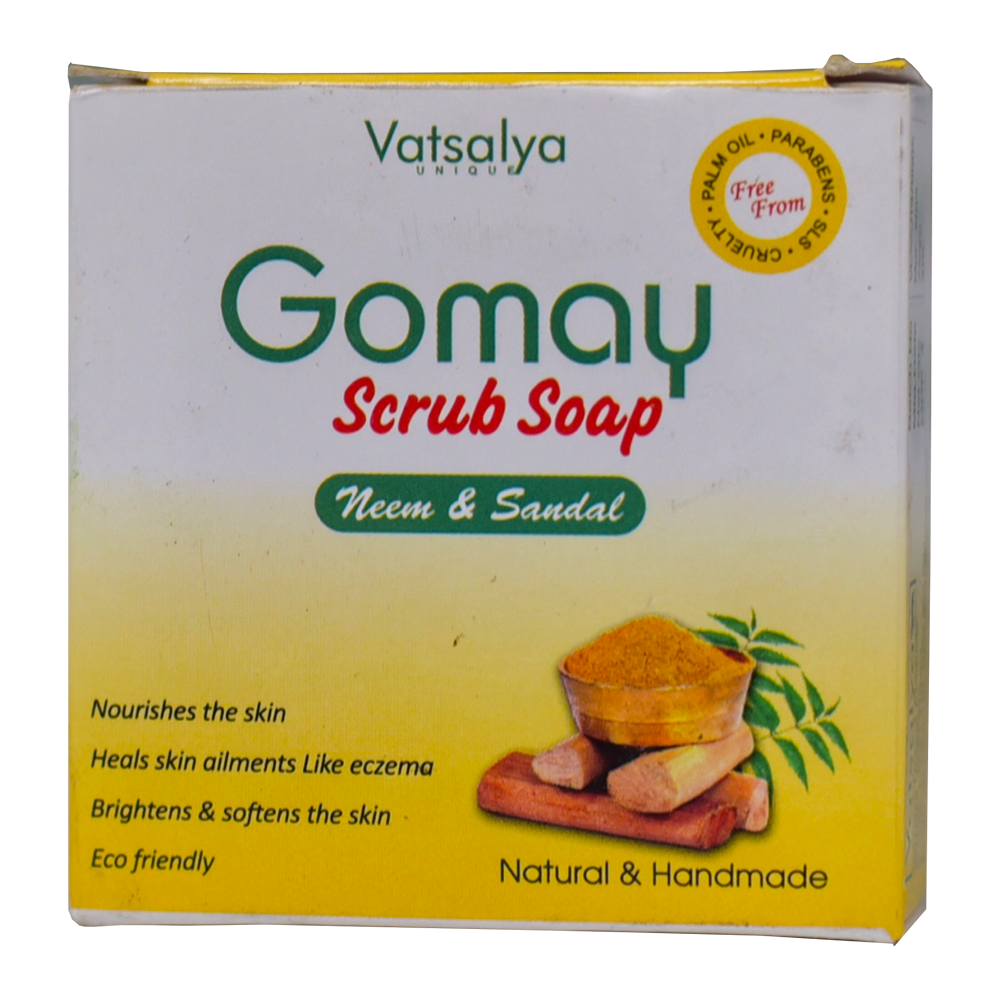 Vatsalya
UNIQUE
PALM OIL • PARABENS • SLS • CRUELTY •
Free
From
Gomay
Scrub Soap
Neem & Sandal
Nourishes the skin
Heals skin ailments Like eczema
Brightens & softens the skin
Eco friendly
Natural & Handmade